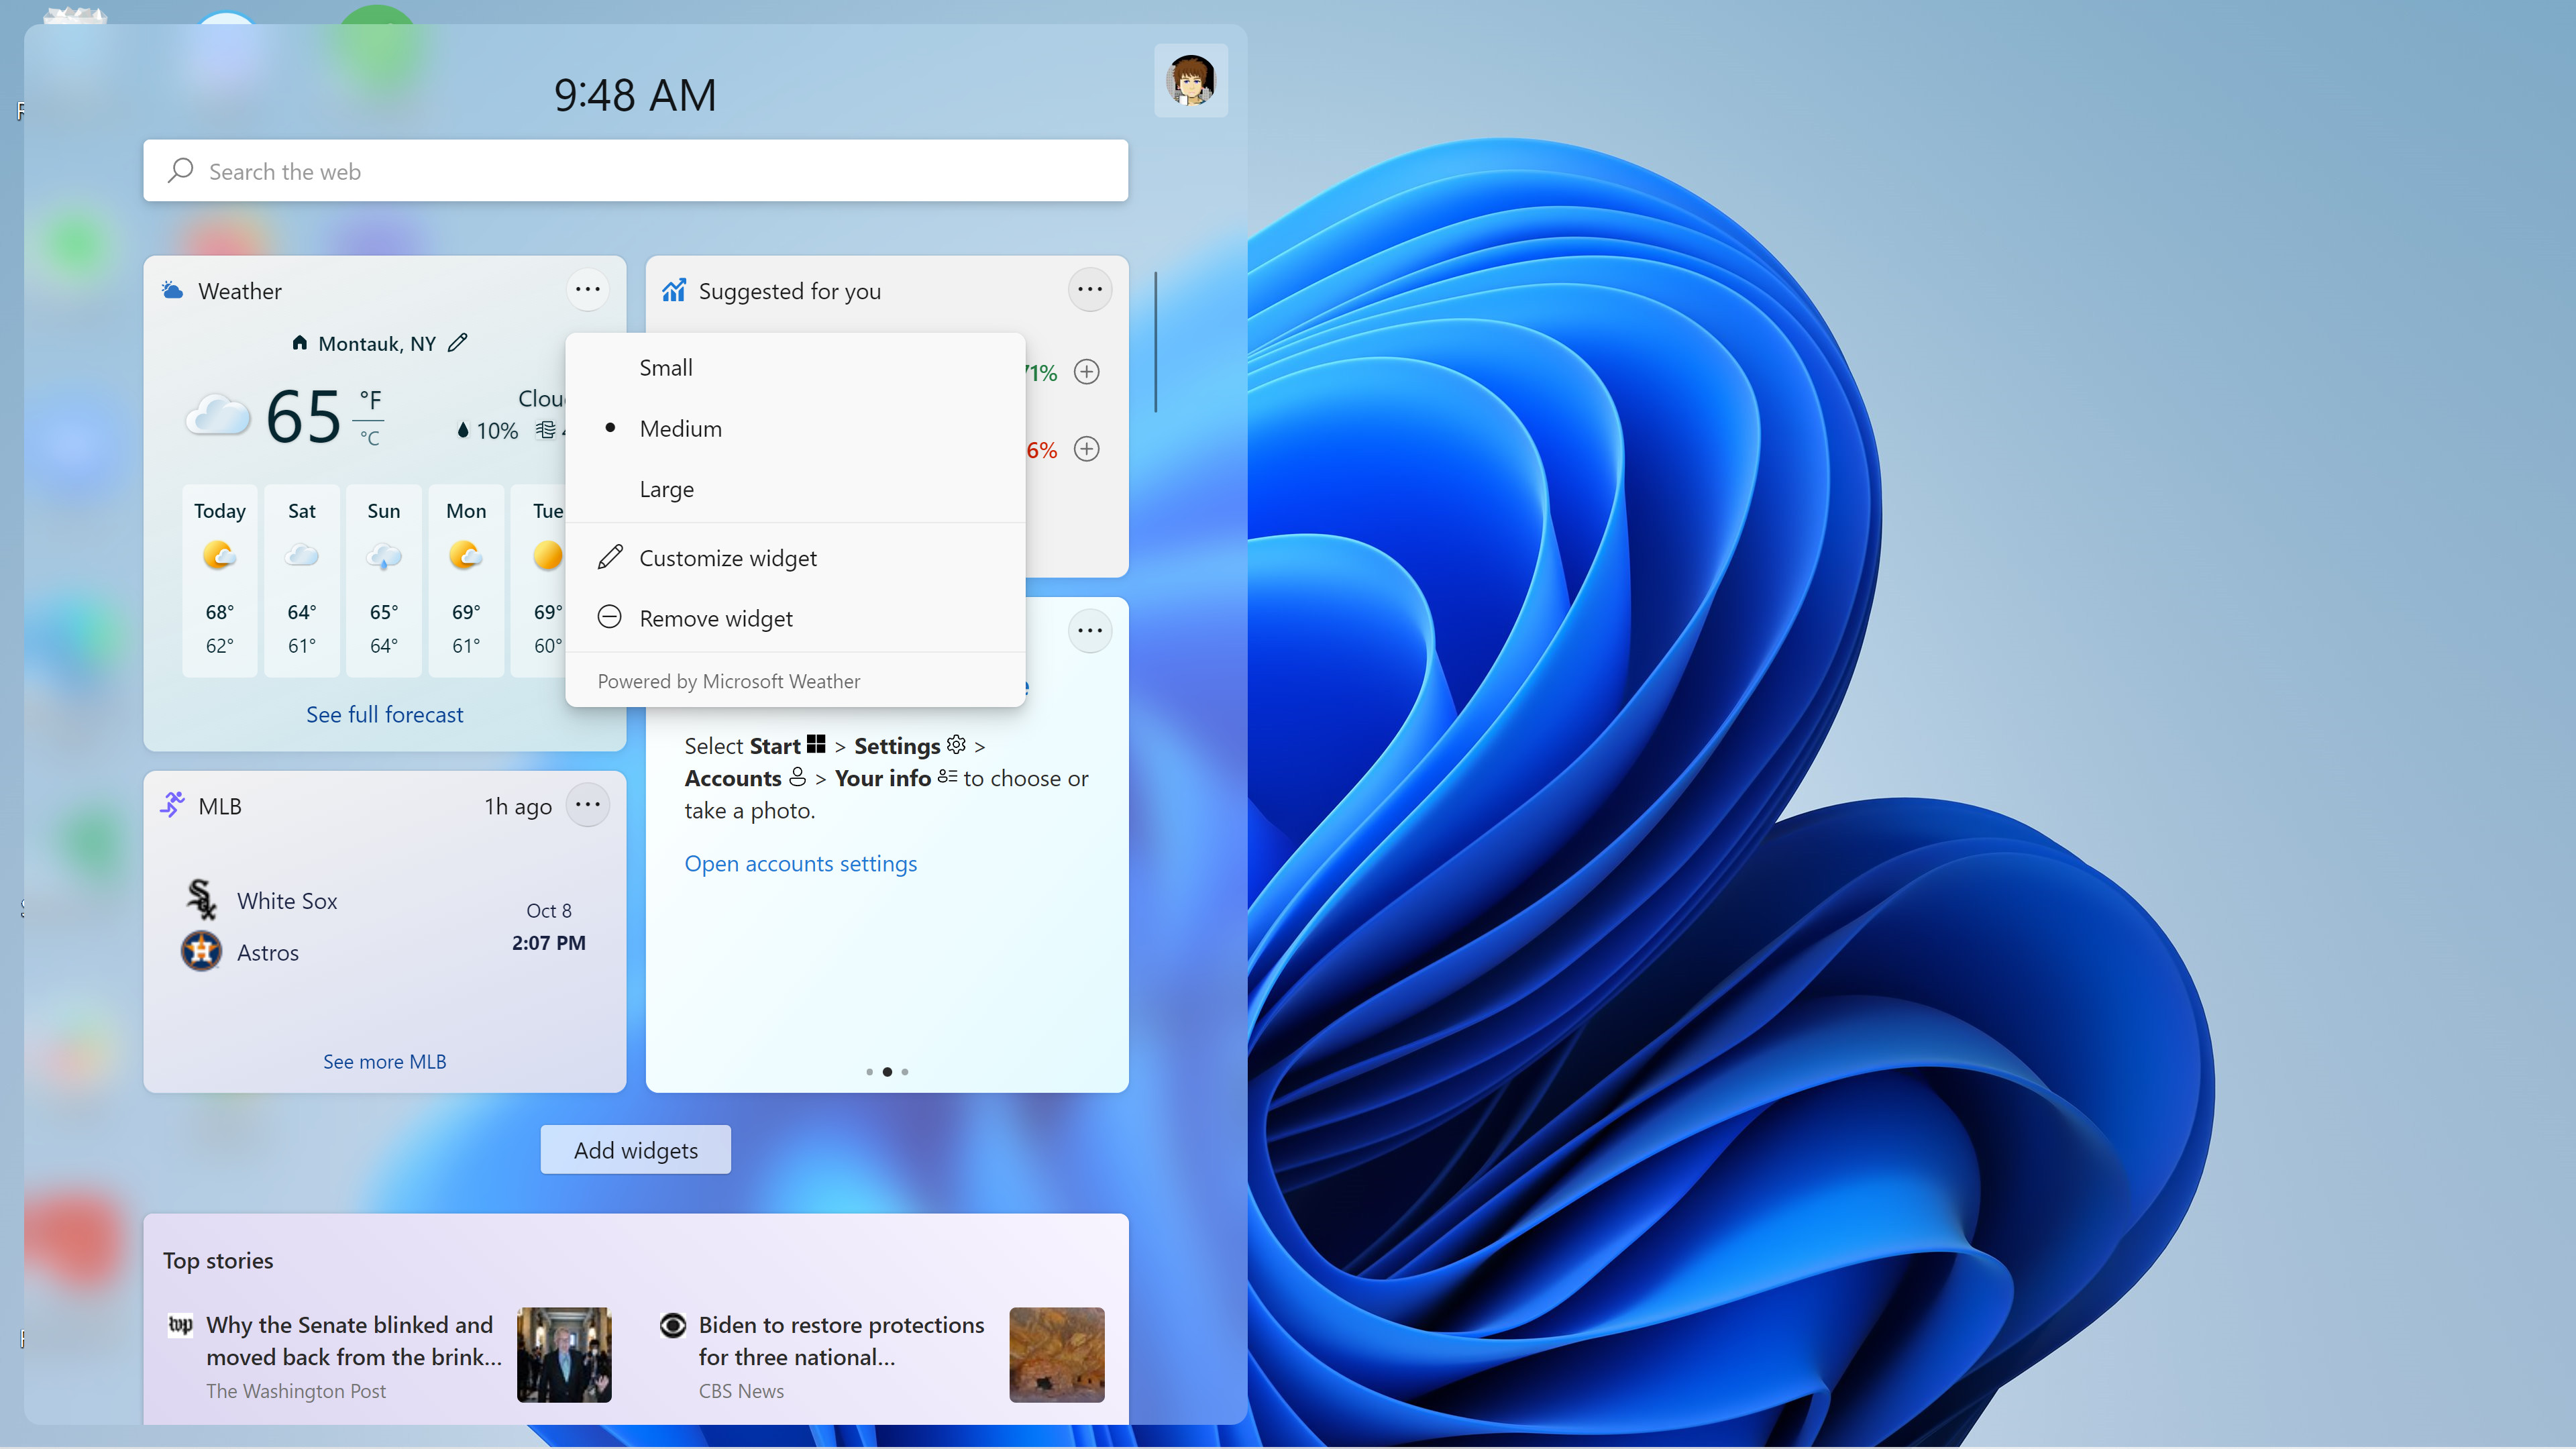 9:48 AM
Search the web
Weather
Montauk, NY
65 °F
°C
10%
Today Sat Sun Mon Tue
68° 64° 65° 69° 69°
62° 61° 64° 61° 60°
See full forecast
Suggested for you
71%
6%
Small
Medium
Large
Customize widget
Remove widget
Powered by Microsoft Weather
Select Start > Settings >
Accounts > Your info to choose or
take a photo.
Open accounts settings
MLB 1h ago
White Sox
Astros
Oct 8
2:07 PM
See more MLB
Add widgets
Top stories
wp Why the Senate blinked and
moved back from the brink...
The Washington Post
Biden to restore protections
for three national...
CBS News